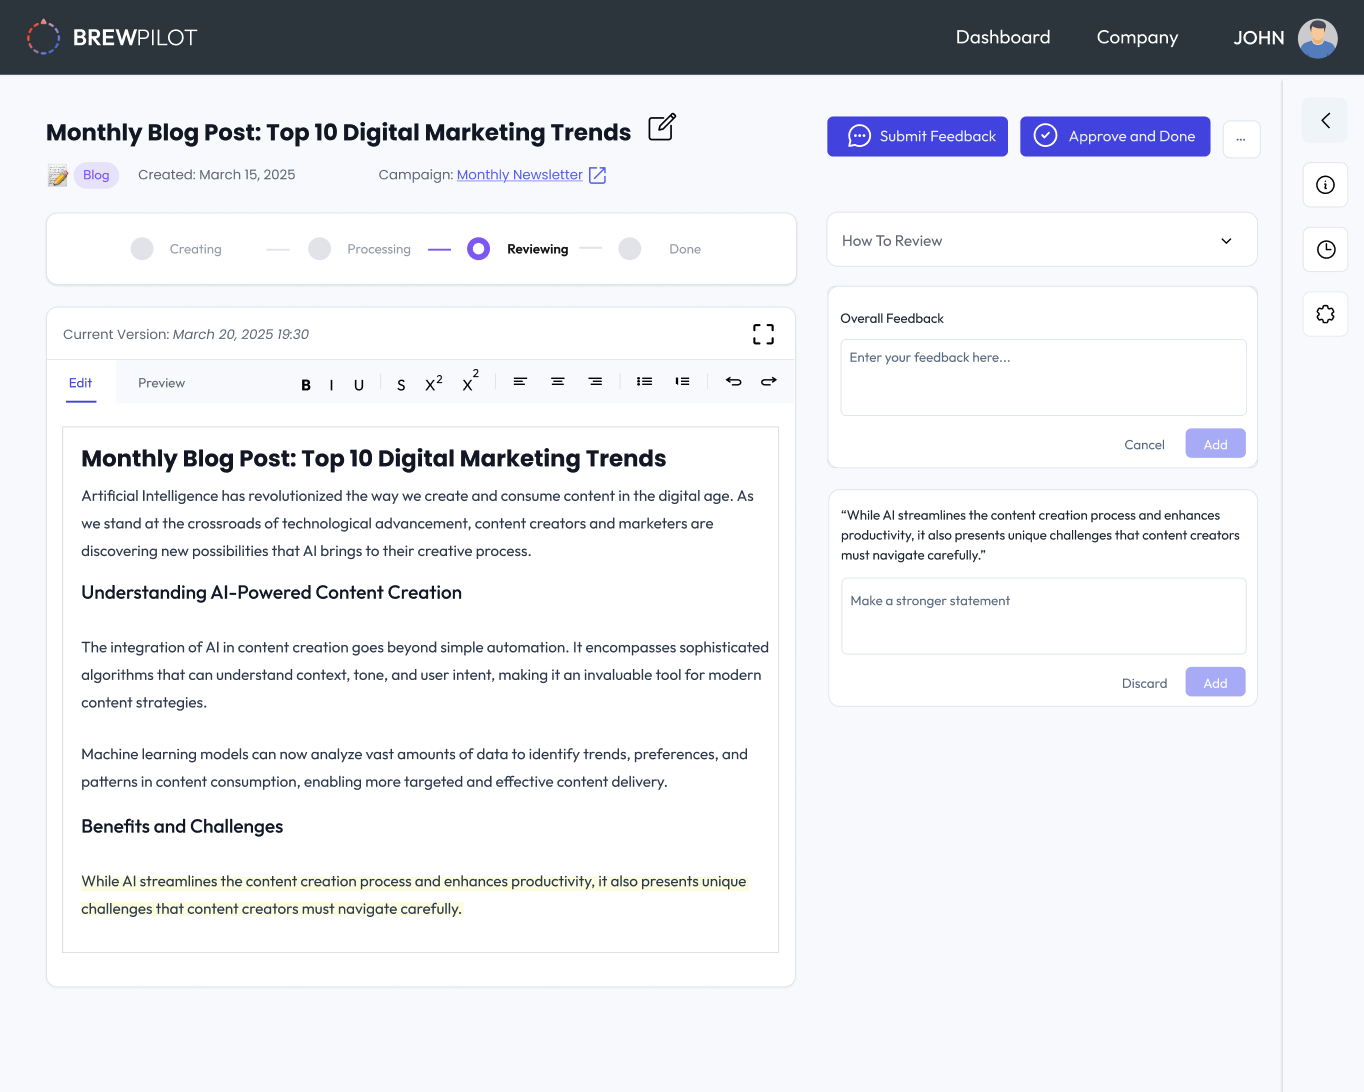 BREWPILOT
Dashboard
Company
JOHN
Monthly Blog Post: Top 10 Digital Marketing Trends
Submit Feedback
Approve and Done
...
Blog
Created: March 15, 2025
Campaign: Monthly Newsletter
Creating
Processing
Reviewing
Done
How To Review
Current Version: March 20, 2025 19:30
Edit
Preview
B I U S X2 X2
Monthly Blog Post: Top 10 Digital Marketing Trends
Artificial Intelligence has revolutionized the way we create and consume content in the digital age. As
we stand at the crossroads of technological advancement, content creators and marketers are
discovering new possibilities that AI brings to their creative process.
Understanding AI-Powered Content Creation
The integration of AI in content creation goes beyond simple automation. It encompasses sophisticated
algorithms that can understand context, tone, and user intent, making it an invaluable tool for modern
content strategies.
Machine learning models can now analyze vast amounts of data to identify trends, preferences, and
patterns in content consumption, enabling more targeted and effective content delivery.
Benefits and Challenges
While AI streamlines the content creation process and enhances productivity, it also presents unique
challenges that content creators must navigate carefully.
Overall Feedback
Enter your feedback here...
Cancel
Add
“While AI streamlines the content creation process and enhances
productivity, it also presents unique challenges that content creators
must navigate carefully.”
Make a stronger statement
Discard
Add